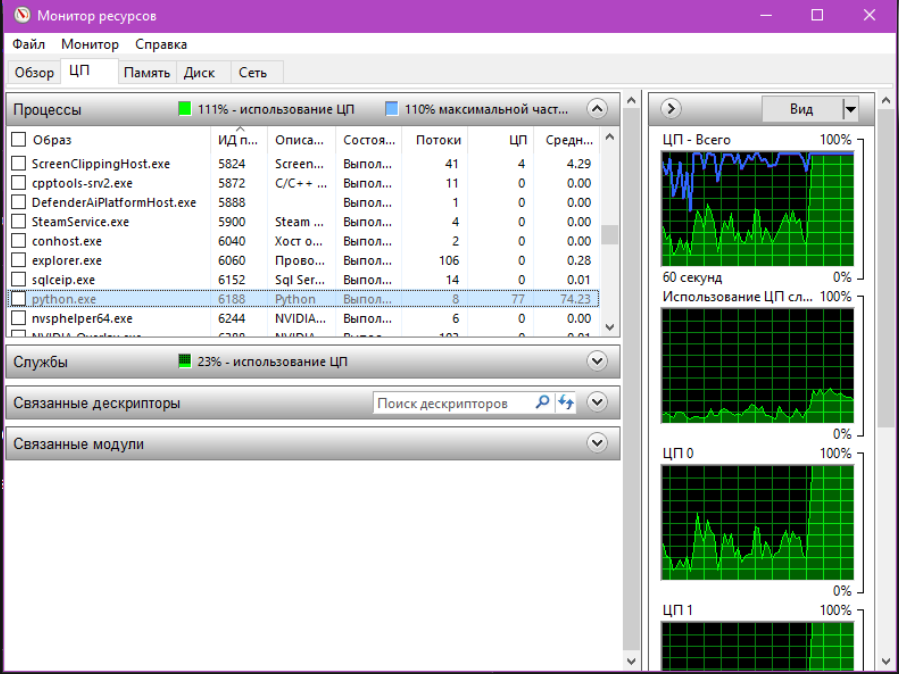 Монитор ресурсов
Файл Монитор Справка
Обзор ЦП Память Диск Сеть
Процессы 111% - использование ЦП 110% максимальной част...
Образ ИД п... Описа... Состоя... Потоки ЦП Средн...
ScreenClippingHost.exe 5824 Screen... Выпол... 41 4 4.29
cpptools-srv2.exe 5872 C/C++ ... Выпол... 11 0 0.00
DefenderAiPlatformHost.exe 5888 Выпол... 1 0 0.00
SteamService.exe 5900 Steam ... Выпол... 4 0 0.00
conhost.exe 6040 Хост о... Выпол... 2 0 0.00
explorer.exe 6060 Прово... Выпол... 106 0 0.28
sqlceip.exe 6152 Sql Ser... Выпол... 14 0 0.01
python.exe 6188 Python Выпол... 8 77 74.23
nvsphelper64.exe 6244 NVIDIA... Выпол... 6 0 0.00
Службы 23% - использование ЦП
Связанные дескрипторы Поиск дескрипторов
Связанные модули
Вид
ЦП - Всего 100%
60 секунд 0%
Использование ЦП сл... 100%
0%
ЦП 0 100%
0%
ЦП 1 100%